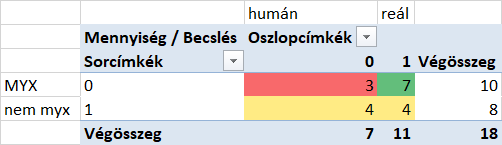 humán reál
Mennyiség / Becslés Oszlopcímkék
Sorcímkék 0 1 Végösszeg
MYX 0 3 7 10
nem myx 1 4 4 8
Végösszeg 7 11 18